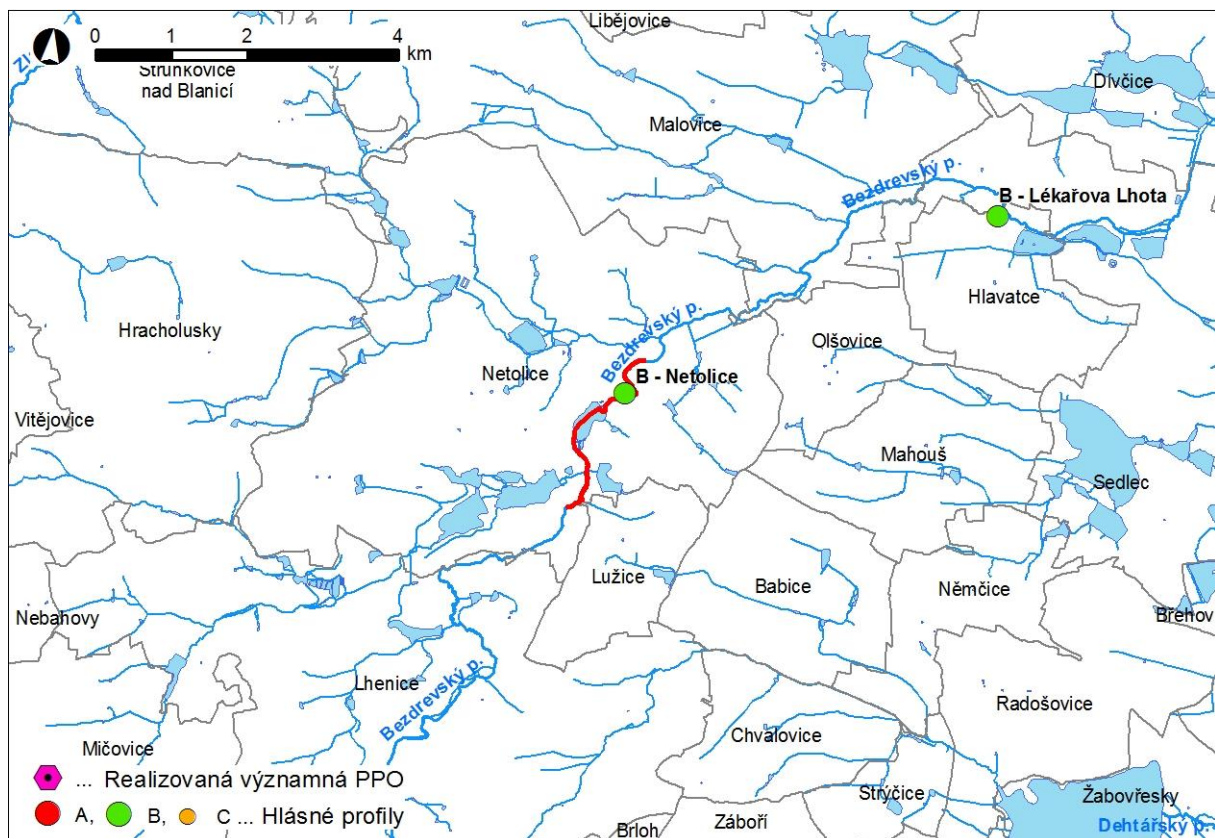 Libějovice
0 1 2 4
km
Zl
Strunkovice
nad Blanicí
Dívčice
Malovice
Bezdrevský p.
B - Lékařova Lhota
Hlavatce
Hracholusky
Olšovice
Bezdrevský p.
Netolice
B - Netolice
Vitějovice
Mahouš
Sedlec
Lužice
Babice
Němčice
Nebahovy
Břehov
Bezdrevský p.
Lhenice
Radošovice
Mičovice
Chvalovice
... Realizovaná významná PPO
Strýčice
Žabovřesky
A, B, C ... Hlásné profily
Brloh
Záboří
Dehtářský p.